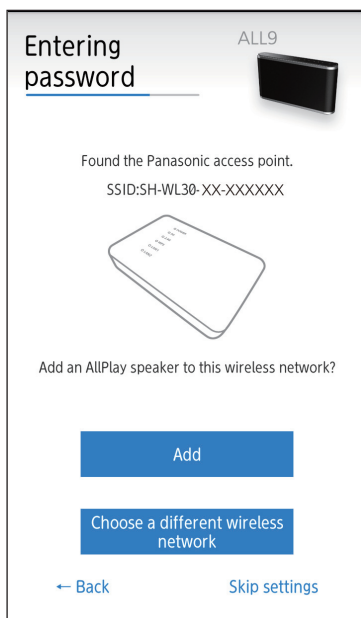 Entering
password
ALL9
Found the Panasonic access point.
SSID:SH-WL30-XX-XXXXXX
Add an AllPlay speaker to this wireless network?
Add
Choose a different wireless
network
← Back
Skip settings